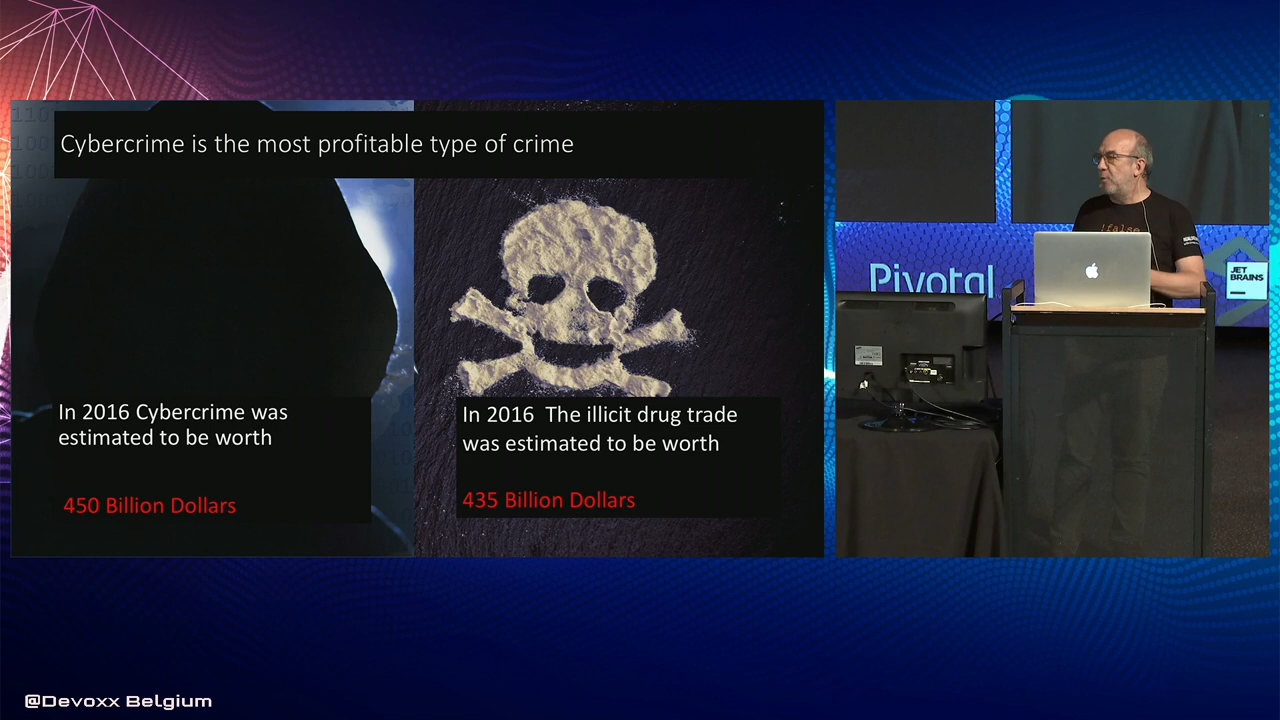 Cybercrime is the most profitable type of crime
In 2016 Cybercrime was
estimated to be worth
450 Billion Dollars
In 2016  The illicit drug trade
was estimated to be worth
435 Billion Dollars
!false
Pivotal
JET
BRAINS
@Devoxx Belgium